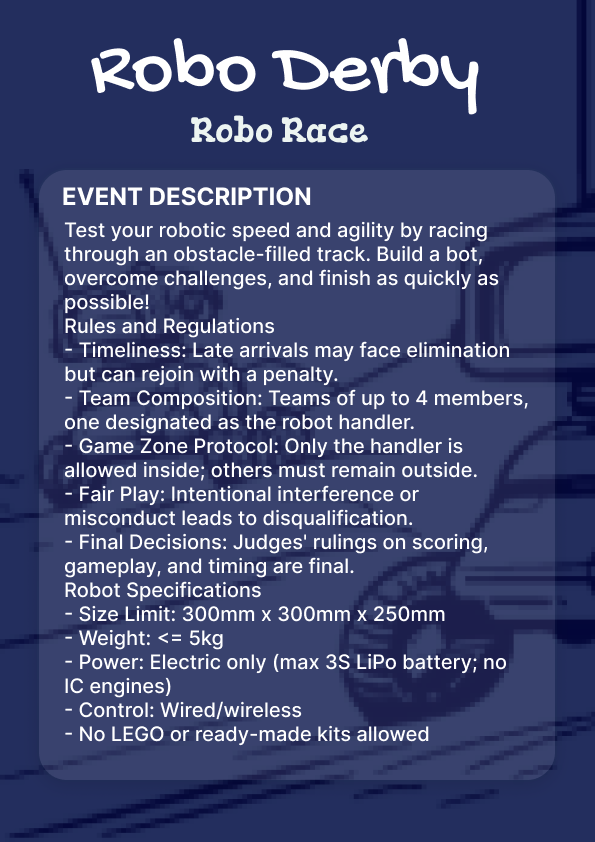 Robo Derby
Robo Race
EVENT DESCRIPTION
Test your robotic speed and agility by racing
through an obstacle-filled track. Build a bot,
overcome challenges, and finish as quickly as
possible!
Rules and Regulations
- Timeliness: Late arrivals may face elimination
but can rejoin with a penalty.
- Team Composition: Teams of up to 4 members,
one designated as the robot handler.
- Game Zone Protocol: Only the handler is
allowed inside; others must remain outside.
- Fair Play: Intentional interference or
misconduct leads to disqualification.
- Final Decisions: Judges' rulings on scoring,
gameplay, and timing are final.
Robot Specifications
- Size Limit: 300mm x 300mm x 250mm
- Weight: <= 5kg
- Power: Electric only (max 3S LiPo battery; no
IC engines)
- Control: Wired/wireless
- No LEGO or ready-made kits allowed